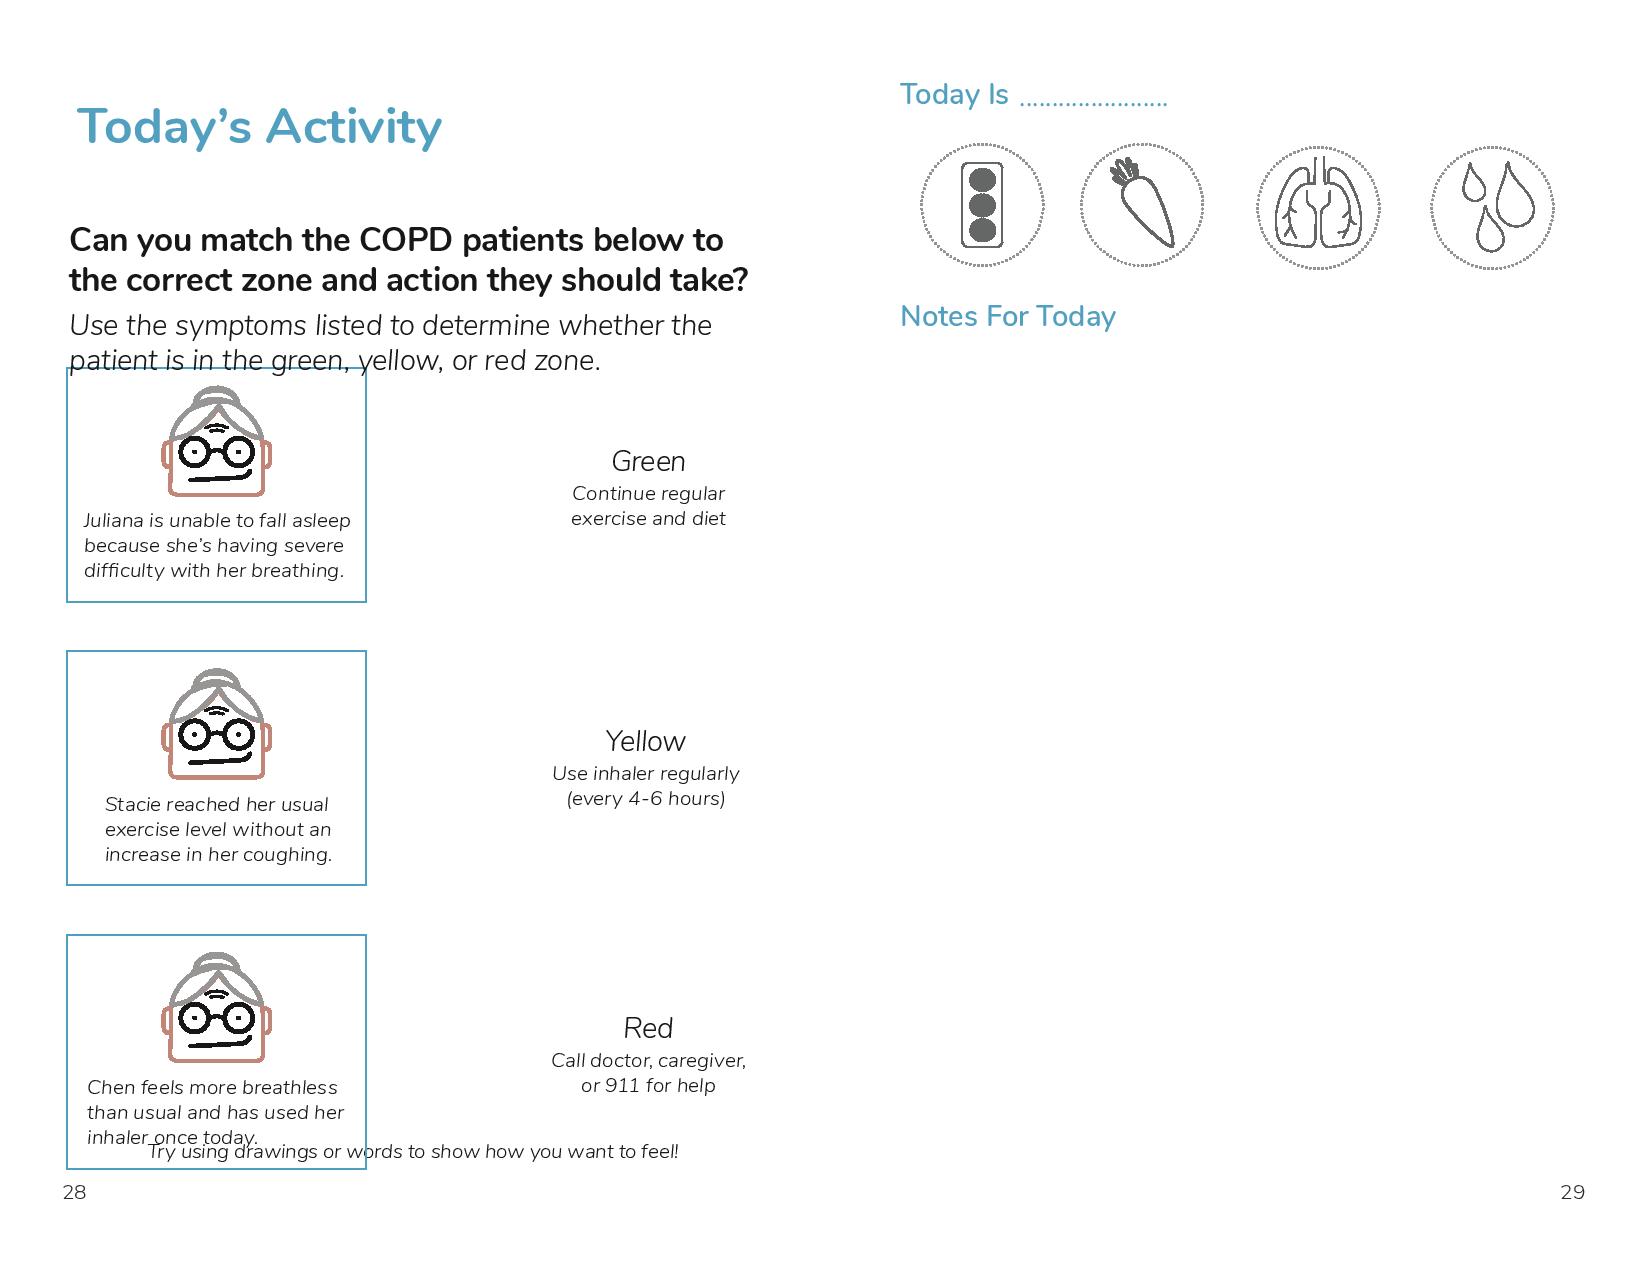 Today's Activity
Can you match the COPD patients below to
the correct zone and action they should take?
Use the symptoms listed to determine whether the
patient is in the green, yellow, or red zone.
Juliana is unable to fall asleep
because she's having severe
difficulty with her breathing.
Green
Continue regular
exercise and diet
Stacie reached her usual
exercise level without an
increase in her coughing.
Yellow
Use inhaler regularly
(every 4-6 hours)
Chen feels more breathless
than usual and has used her
inhaler once today.
Red
Call doctor, caregiver,
or 911 for help
Try using drawings or words to show how you want to feel!
28
Today Is ......................
Notes For Today
29